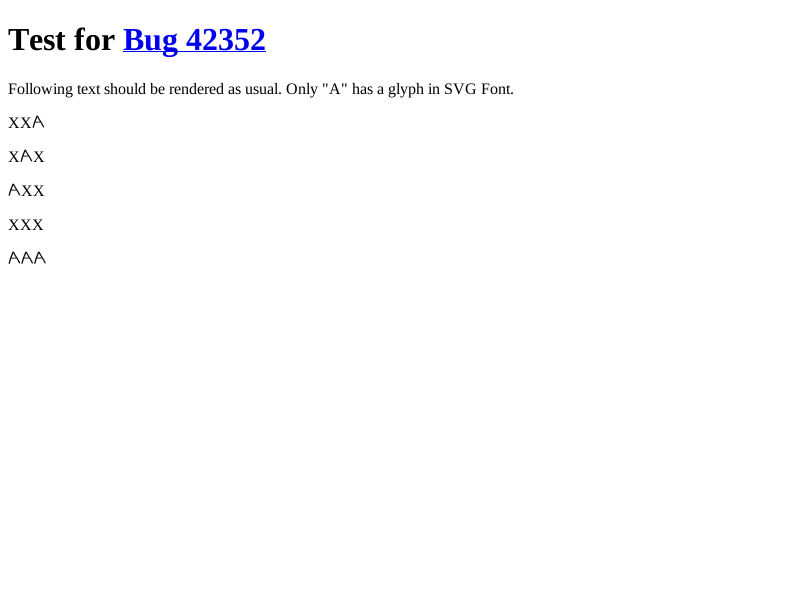 Test for Bug 42352
Following text should be rendered as usual. Only "A" has a glyph in SVG Font.
XXA
XAX
AXX
XXX
AAA